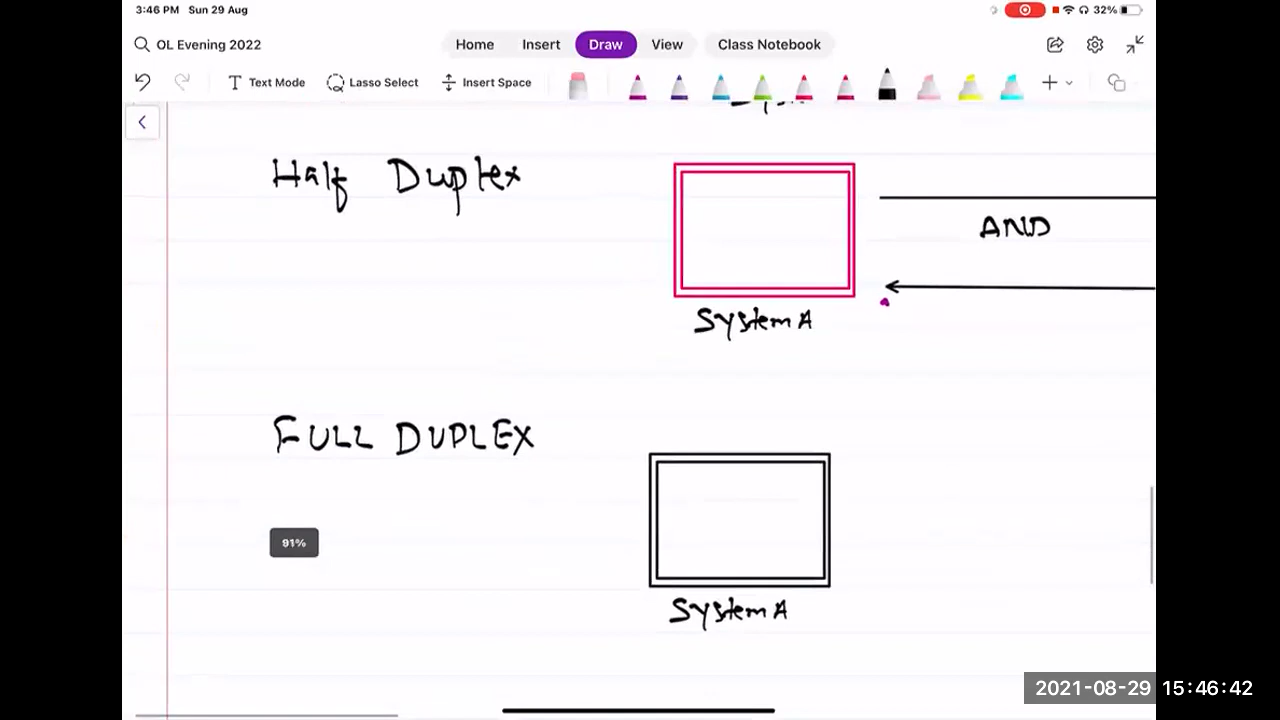 3:46 PM Sun 29 Aug 32%
OL Evening 2022 Home Insert Draw View Class Notebook
Text Mode Lasso Select Insert Space
Half Duplex
AND
System A
FULL DUPLEX
91%
System A
2021-08-29 15:46:42